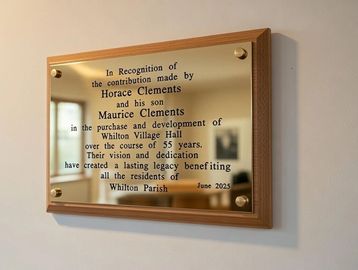 In Recognition of
the contribution made by
Horace Clements
and his son
Maurice Clements
in the purchase and development of
Whilton Village Hall
over the course of 55 years.
Their vision and dedication
have created a lasting legacy benefiting
all the residents of
Whilton Parish June 2025